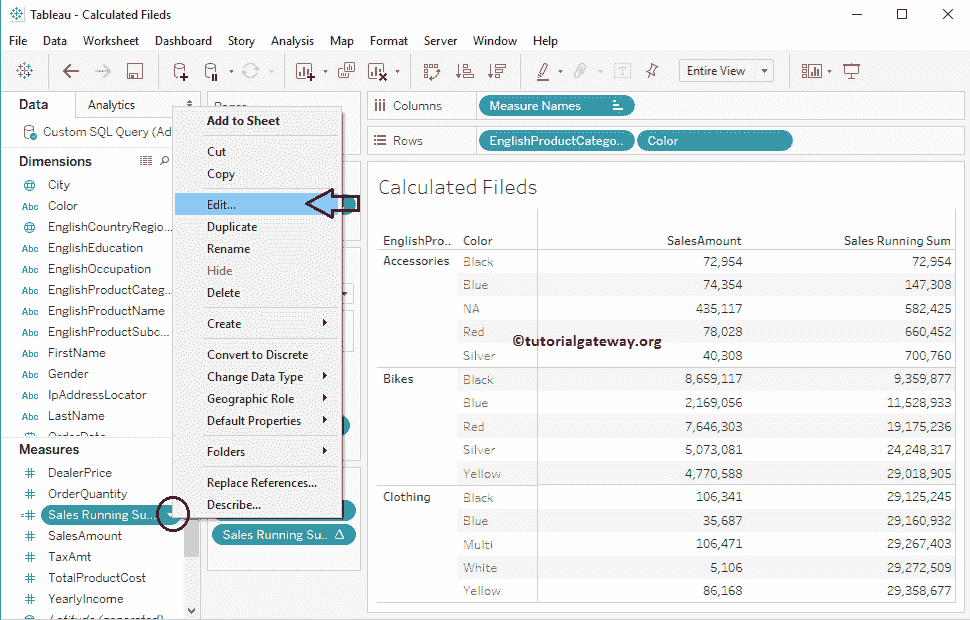 Tableau - Calculated Fileds
File Data Worksheet Dashboard Story Analysis Map Format Server Window Help
Entire View
Data Analytics
Custom SQL Query (Ad
Dimensions
City
Color
EnglishCountryRegio...
EnglishEducation
EnglishOccupation
EnglishProductCateg..
EnglishProductName
EnglishProductSubc...
FirstName
Gender
IpAddressLocator
LastName
OrderDate
Measures
DealerPrice
OrderQuantity
Sales Running Su...
SalesAmount
TaxAmt
TotalProductCost
YearlyIncome
Latitude (generated)
Pages
Add to Sheet
Cut
Copy
Edit...
Duplicate
Rename
Hide
Delete
Create
Convert to Discrete
Change Data Type
Geographic Role
Default Properties
Folders
Replace References...
Describe...
Sales Running Su.. Δ
Columns Measure Names
Rows EnglishProductCatego.. Color
Calculated Fileds
EnglishPro.. Color SalesAmount Sales Running Sum
Accessories Black 72,954 72,954
Blue 74,354 147,308
NA 435,117 582,425
Red 78,028 660,452
©tutorialgateway.org
Silver 40,308 700,760
Bikes Black 8,659,117 9,359,877
Blue 2,169,056 11,528,933
Red 7,646,303 19,175,236
Silver 5,073,081 24,248,317
Yellow 4,770,588 29,018,905
Clothing Black 106,341 29,125,245
Blue 35,687 29,160,932
Multi 106,471 29,267,403
White 5,106 29,272,509
Yellow 86,168 29,358,677